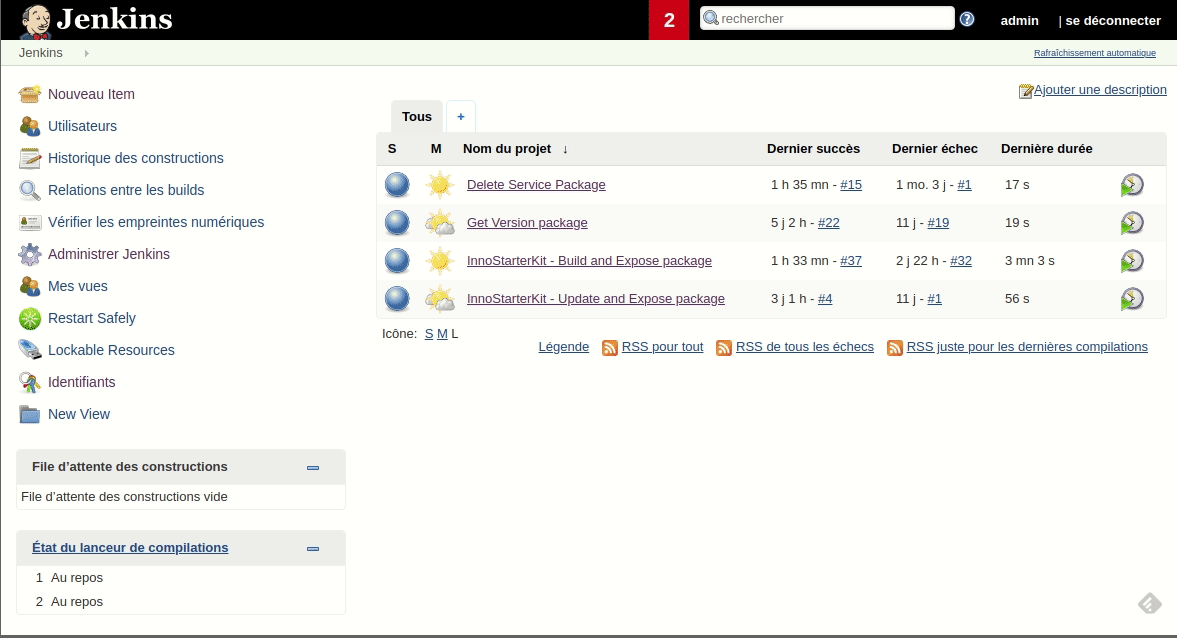 Jenkins
2
rechercher
admin | se déconnecter
Jenkins
Rafraîchissement automatique
Nouveau Item
Utilisateurs
Historique des constructions
Relations entre les builds
Vérifier les empreintes numériques
Administrer Jenkins
Mes vues
Restart Safely
Lockable Resources
Identifiants
New View
File d'attente des constructions
File d'attente des constructions vide
État du lanceur de compilations
1 Au repos
2 Au repos
Ajouter une description
Tous +
S M Nom du projet ↓ Dernier succès Dernier échec Dernière durée
Delete Service Package 1 h 35 mn - #15 1 mo. 3 j - #1 17 s
Get Version package 5 j 2 h - #22 11 j - #19 19 s
InnoStarterKit - Build and Expose package 1 h 33 mn - #37 2 j 22 h - #32 3 mn 3 s
InnoStarterKit - Update and Expose package 3 j 1 h - #4 11 j - #1 56 s
Icône: S M L
Légende RSS pour tout RSS de tous les échecs RSS juste pour les dernières compilations